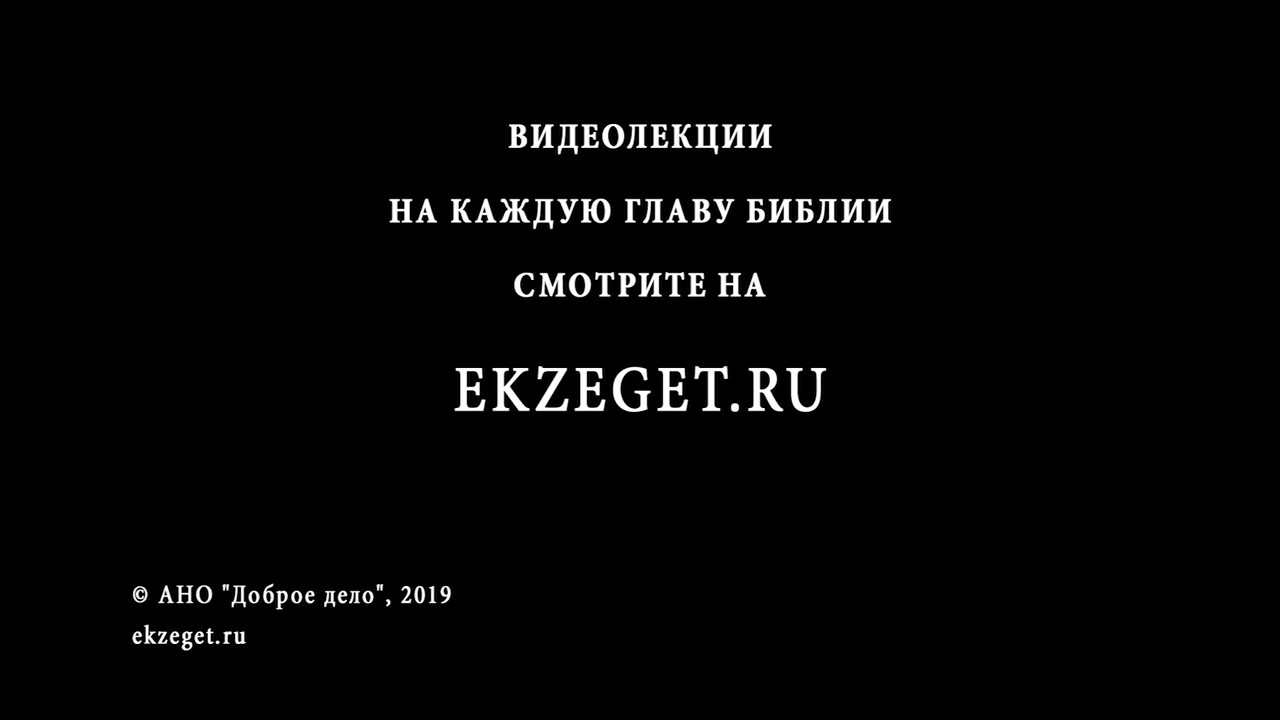 ВИДЕОЛЕКЦИИ
НА КАЖДУЮ ГЛАВУ БИБЛИИ
СМОТРИТЕ НА
EKZEGET.RU
© АНО "Доброе дело", 2019
ekzeget.ru